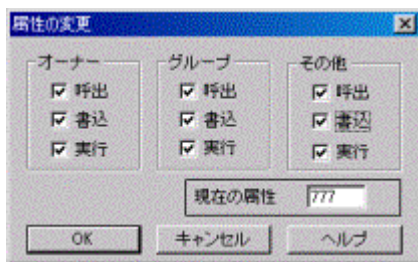 属性の変更
オーナー グループ その他
呼出 呼出 呼出
書込 書込 書込
実行 実行 実行
現在の属性 777
OK キャンセル ヘルプ